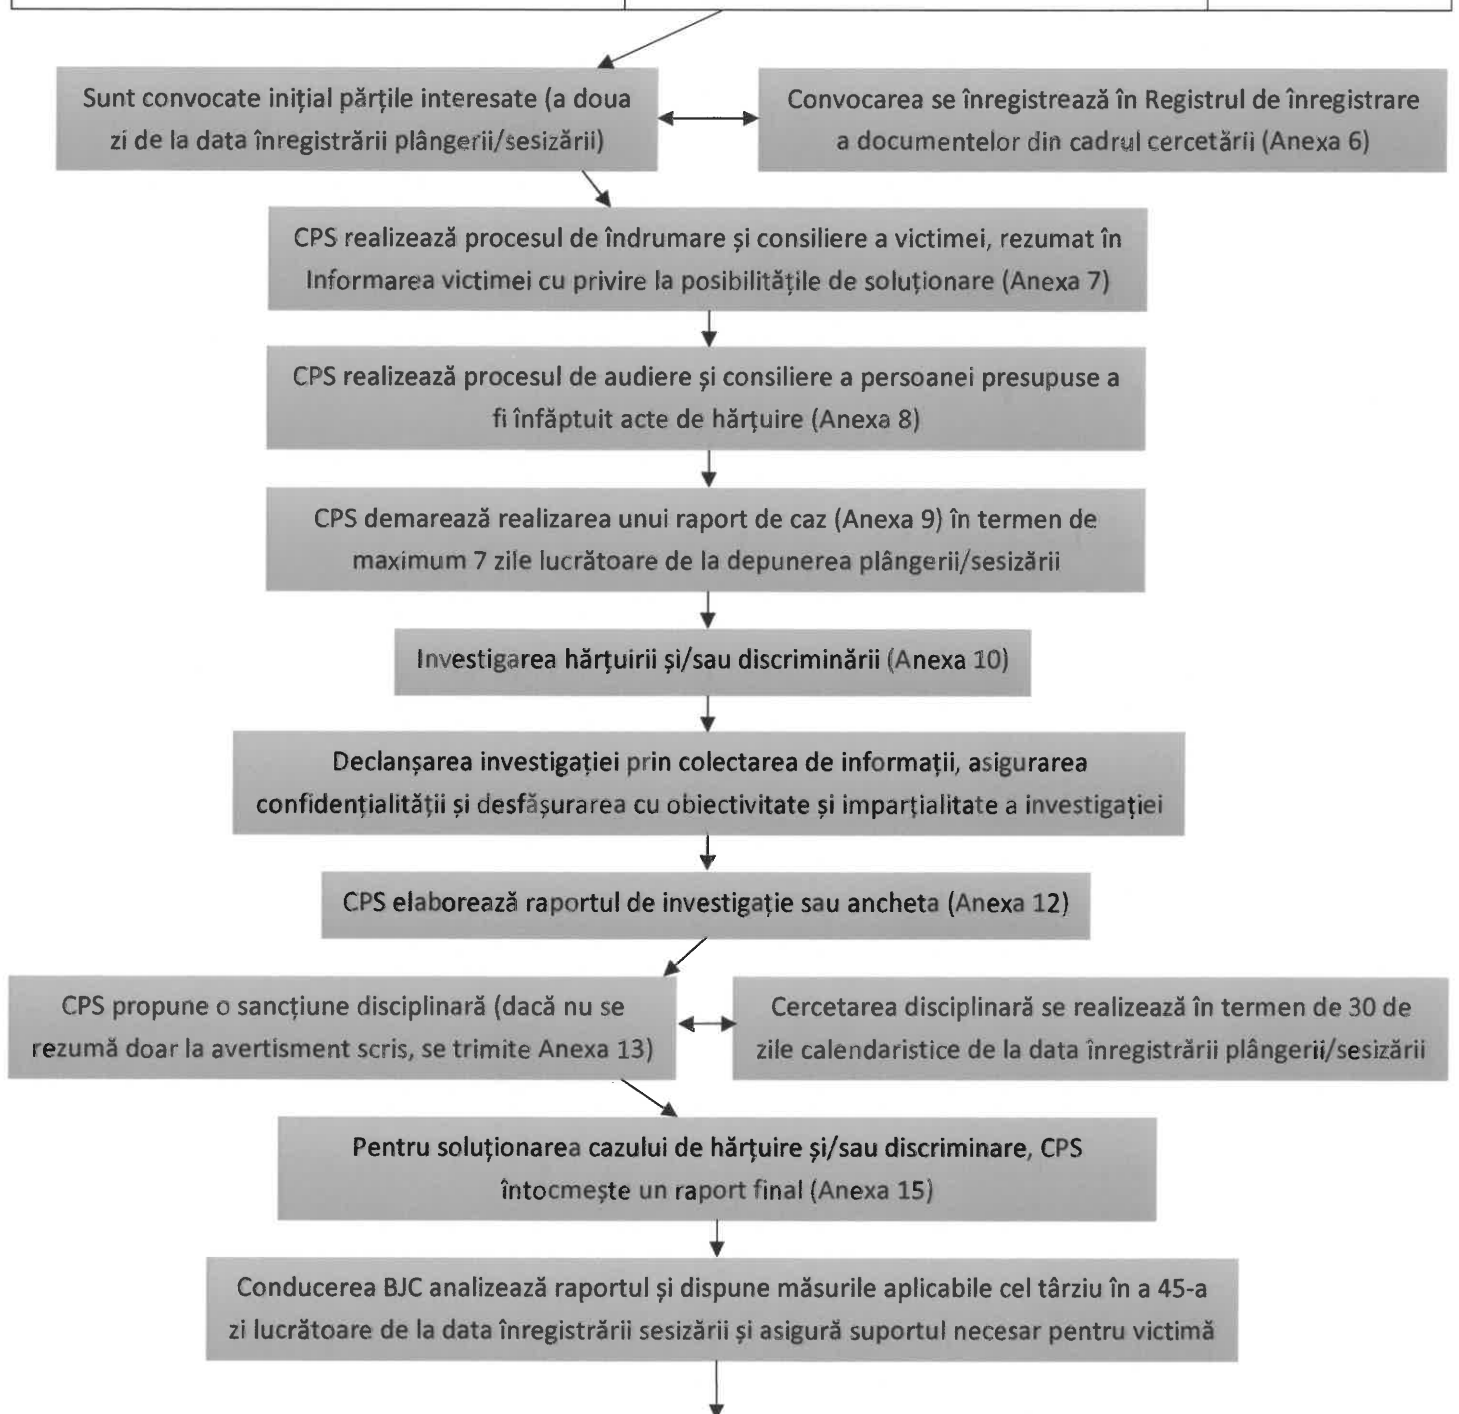 Sunt convocate inițial părțile interesate (a doua
zi de la data înregistrării plângerii/sesizării)
Convocarea se înregistrează în Registrul de înregistrare
a documentelor din cadrul cercetării (Anexa 6)
CPS realizează procesul de îndrumare și consiliere a victimei, rezumat în
Informarea victimei cu privire la posibilitățile de soluționare (Anexa 7)
CPS realizează procesul de audiere și consiliere a persoanei presupuse a
fi înfăptuit acte de hărțuire (Anexa 8)
CPS demarează realizarea unui raport de caz (Anexa 9) în termen de
maximum 7 zile lucrătoare de la depunerea plângerii/sesizării
Investigarea hărțuirii și/sau discriminării (Anexa 10)
Declanșarea investigației prin colectarea de informații, asigurarea
confidențialității și desfășurarea cu obiectivitate și imparțialitate a investigației
CPS elaborează raportul de investigație sau ancheta (Anexa 12)
CPS propune o sancțiune disciplinară (dacă nu se
rezumă doar la avertisment scris, se trimite Anexa 13)
Cercetarea disciplinară se realizează în termen de 30 de
zile calendaristice de la data înregistrării plângerii/sesizării
Pentru soluționarea cazului de hărțuire și/sau discriminare, CPS
întocmește un raport final (Anexa 15)
Conducerea BJC analizează raportul și dispune măsurile aplicabile cel târziu în a 45-a
zi lucrătoare de la data înregistrării sesizării și asigură suportul necesar pentru victimă